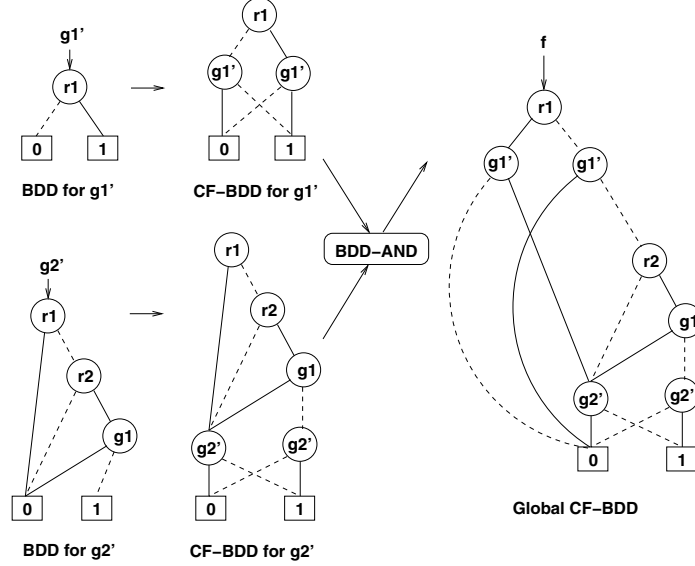 g1'
r1
0 1
BDD for g1'
r1
g1' g1'
0 1
CF-BDD for g1'
g2'
r1
r2
g1
0 1
BDD for g2'
r1
r2
g1
g2' g2'
0 1
CF-BDD for g2'
BDD-AND
f
r1
g1' g1'
r2
g1
g2' g2'
0 1
Global CF-BDD